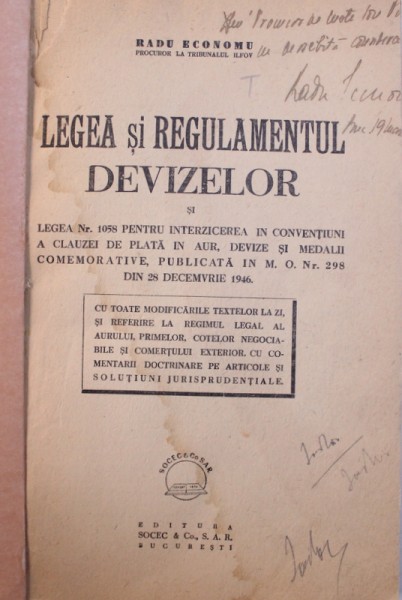 RADU ECONOMU
PROCUROR LA TRIBUNALUL ILFOV
LEGEA și REGULAMENTUL
DEVIZELOR
ȘI
LEGEA Nr. 1058 PENTRU INTERZICEREA IN CONVENȚIUNI
A CLAUZEI DE PLATĂ IN AUR, DEVIZE ȘI MEDALII
COMEMORATIVE, PUBLICATĂ IN M. O. Nr. 298
DIN 28 DECEMVRIE 1946.
CU TOATE MODIFICĂRILE TEXTELOR LA ZI,
ȘI REFERIRE LA REGIMUL LEGAL AL
AURULUI, PRIMELOR, COTELOR NEGOCIA-
BILE ȘI COMERȚULUI EXTERIOR. CU CO-
MENTARII DOCTRINARE PE ARTICOLE ȘI
SOLUȚIUNI JURISPRUDENȚIALE.
SOCEC & Co. SAR
EDITURA
SOCEC & Co., S. A. R.
BUCUREȘTI